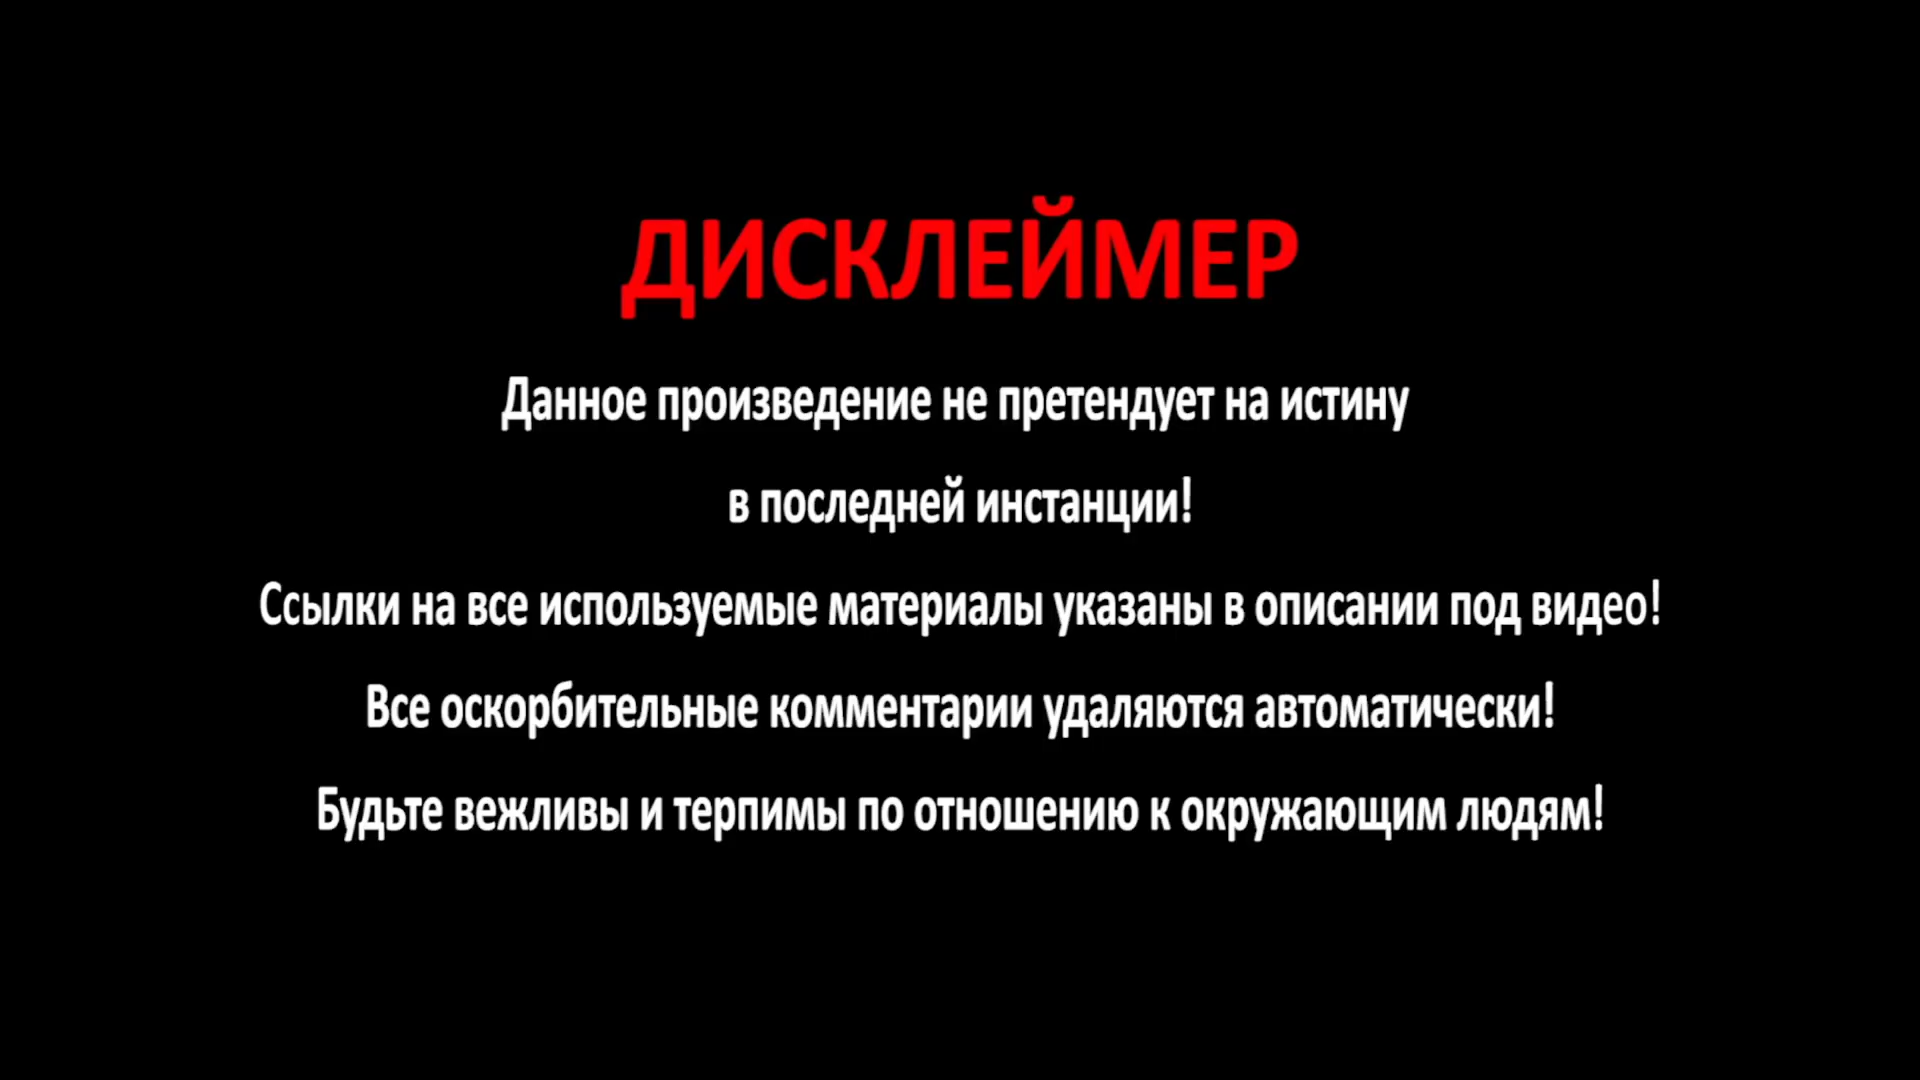 ДИСКЛЕЙМЕР
Данное произведение не претендует на истину
в последней инстанции!
Ссылки на все используемые материалы указаны в описании под видео!
Все оскорбительные комментарии удаляются автоматически!
Будьте вежливы и терпимы по отношению к окружающим людям!